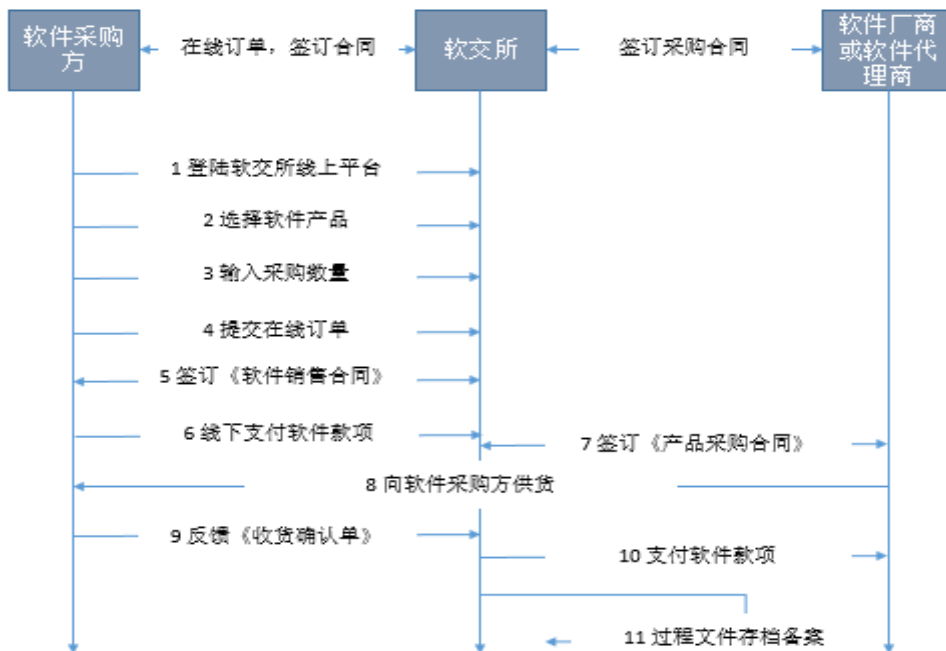 软件采购
方
在线订单，签订合同
软交所
签订采购合同
软件厂商
或软件代
理商
1 登陆软交所线上平台
2 选择软件产品
3 输入采购数量
4 提交在线订单
5 签订《软件销售合同》
6 线下支付软件款项
7 签订《产品采购合同》
8 向软件采购方供货
9 反馈《收货确认单》
10 支付软件款项
11 过程文件存档备案